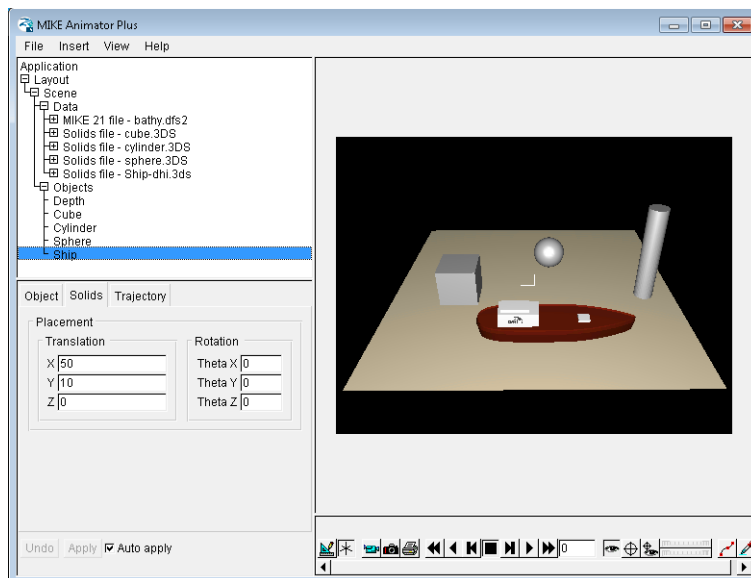 MIKE Animator Plus
File Insert View Help
Application
Layout
Scene
Data
MIKE 21 file - bathy.dfs2
Solids file - cube.3DS
Solids file - cylinder.3DS
Solids file - sphere.3DS
Solids file - Ship-dhi.3ds
Objects
Depth
Cube
Cylinder
Sphere
Ship
Object Solids Trajectory
Placement
Translation Rotation
X 50 Theta X 0
Y 10 Theta Y 0
Z 0 Theta Z 0
Undo Apply Auto apply
0